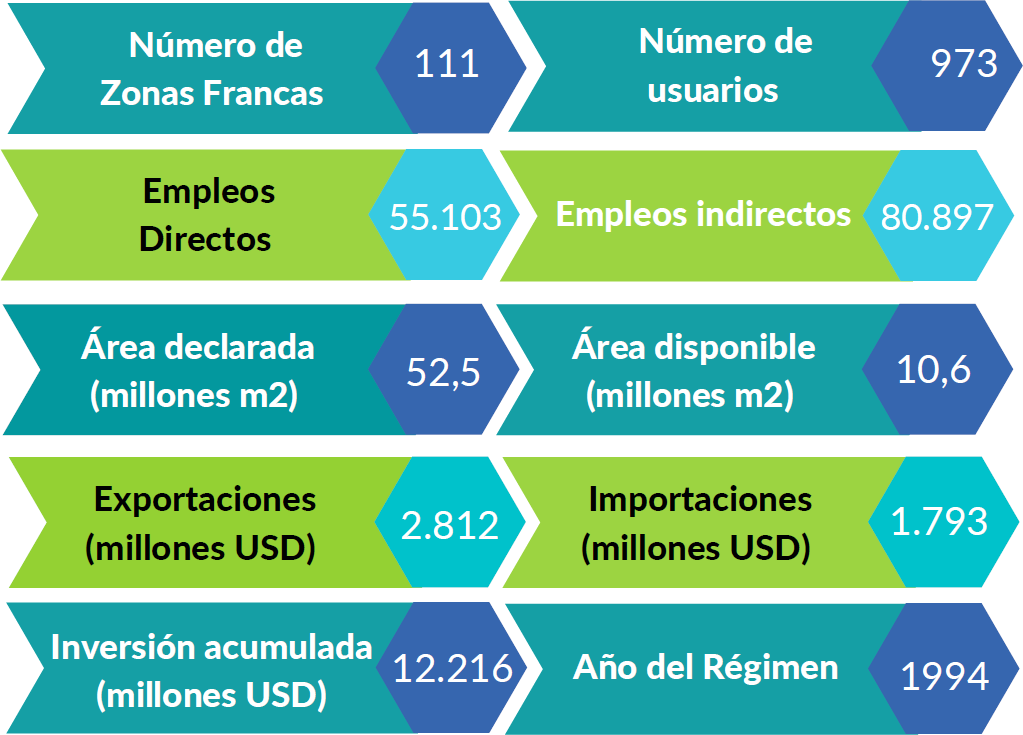 Número de
Zonas Francas
111
Número de
usuarios
973
Empleos
Directos
55.103
Empleos indirectos
80.897
Área declarada
(millones m2)
52,5
Área disponible
(millones m2)
10,6
Exportaciones
(millones USD)
2.812
Importaciones
(millones USD)
1.793
Inversión acumulada
(millones USD)
12.216
Año del Régimen
1994